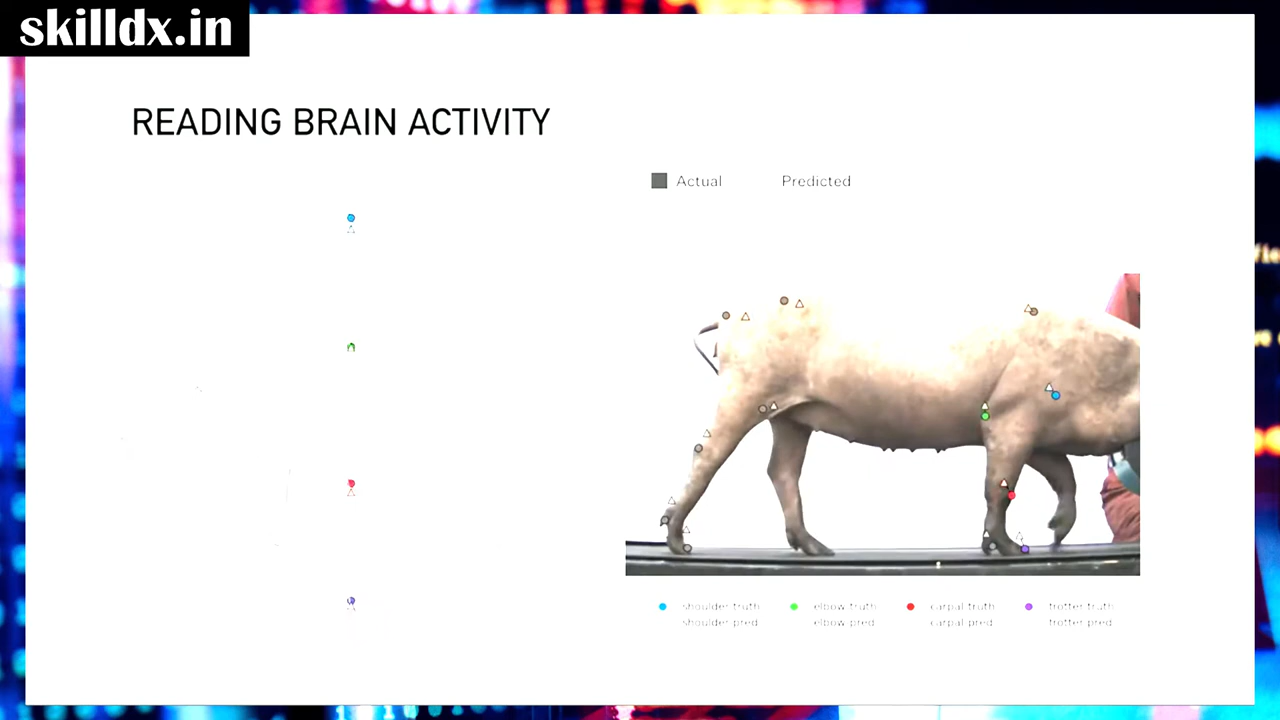 skilldx.in
READING BRAIN ACTIVITY
Actual Predicted
shoulder truth elbow truth carpal truth trotter truth
shoulder pred elbow pred carpal pred trotter pred